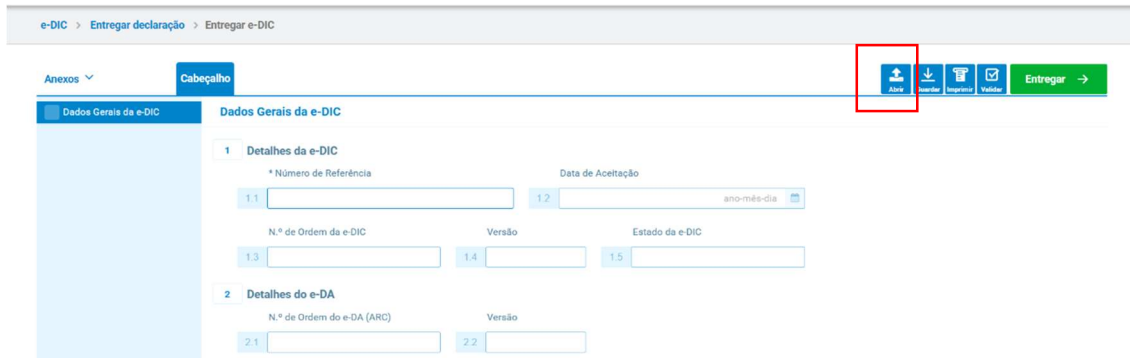 e-DIC > Entregar declaração > Entregar e-DIC
Anexos
Cabeçalho
Abrir
Guardar
Imprimir
Validar
Entregar →
Dados Gerais da e-DIC
Dados Gerais da e-DIC
1 Detalhes da e-DIC
* Número de Referência Data de Aceitação
1.1 1.2 ano-mês-dia
N.º de Ordem da e-DIC Versão Estado da e-DIC
1.3 1.4 1.5
2 Detalhes do e-DA
N.º de Ordem do e-DA (ARC) Versão
2.1 2.2